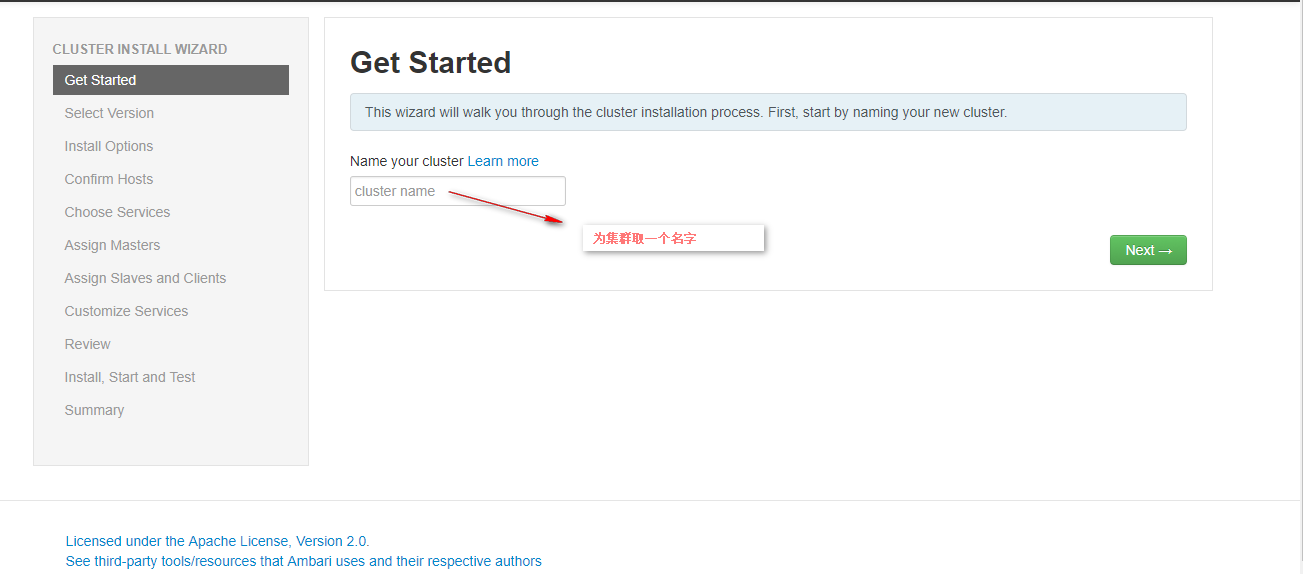 CLUSTER INSTALL WIZARD
Get Started
Select Version
Install Options
Confirm Hosts
Choose Services
Assign Masters
Assign Slaves and Clients
Customize Services
Review
Install, Start and Test
Summary
Get Started
This wizard will walk you through the cluster installation process. First, start by naming your new cluster.
Name your cluster Learn more
cluster name
为集群取一个名字
Next →
Licensed under the Apache License, Version 2.0.
See third-party tools/resources that Ambari uses and their respective authors